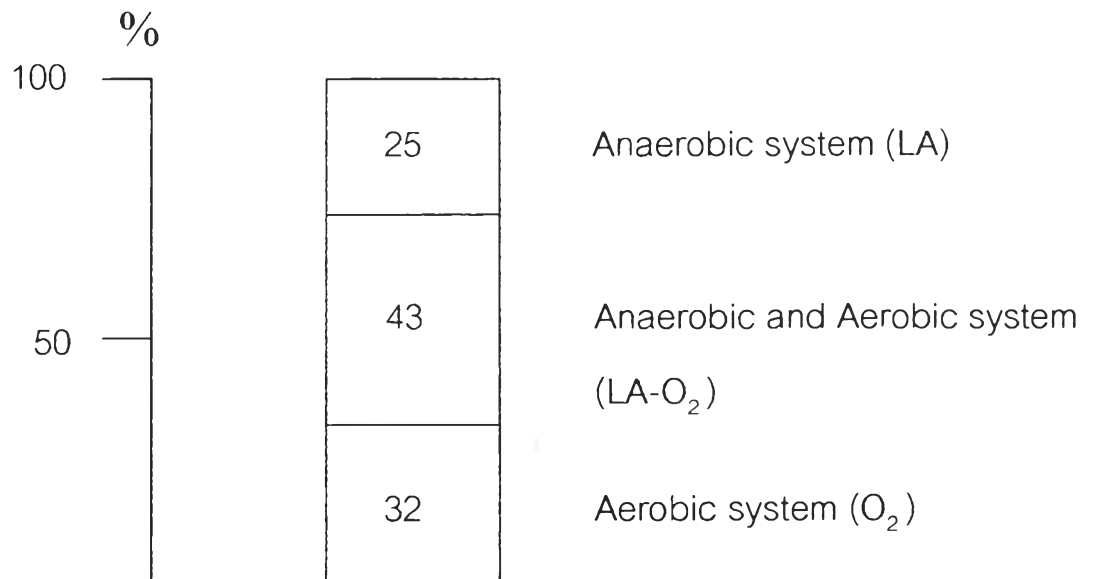 %
100
25 Anaerobic system (LA)
43 Anaerobic and Aerobic system
50
(LA-O₂)
32 Aerobic system (O₂)